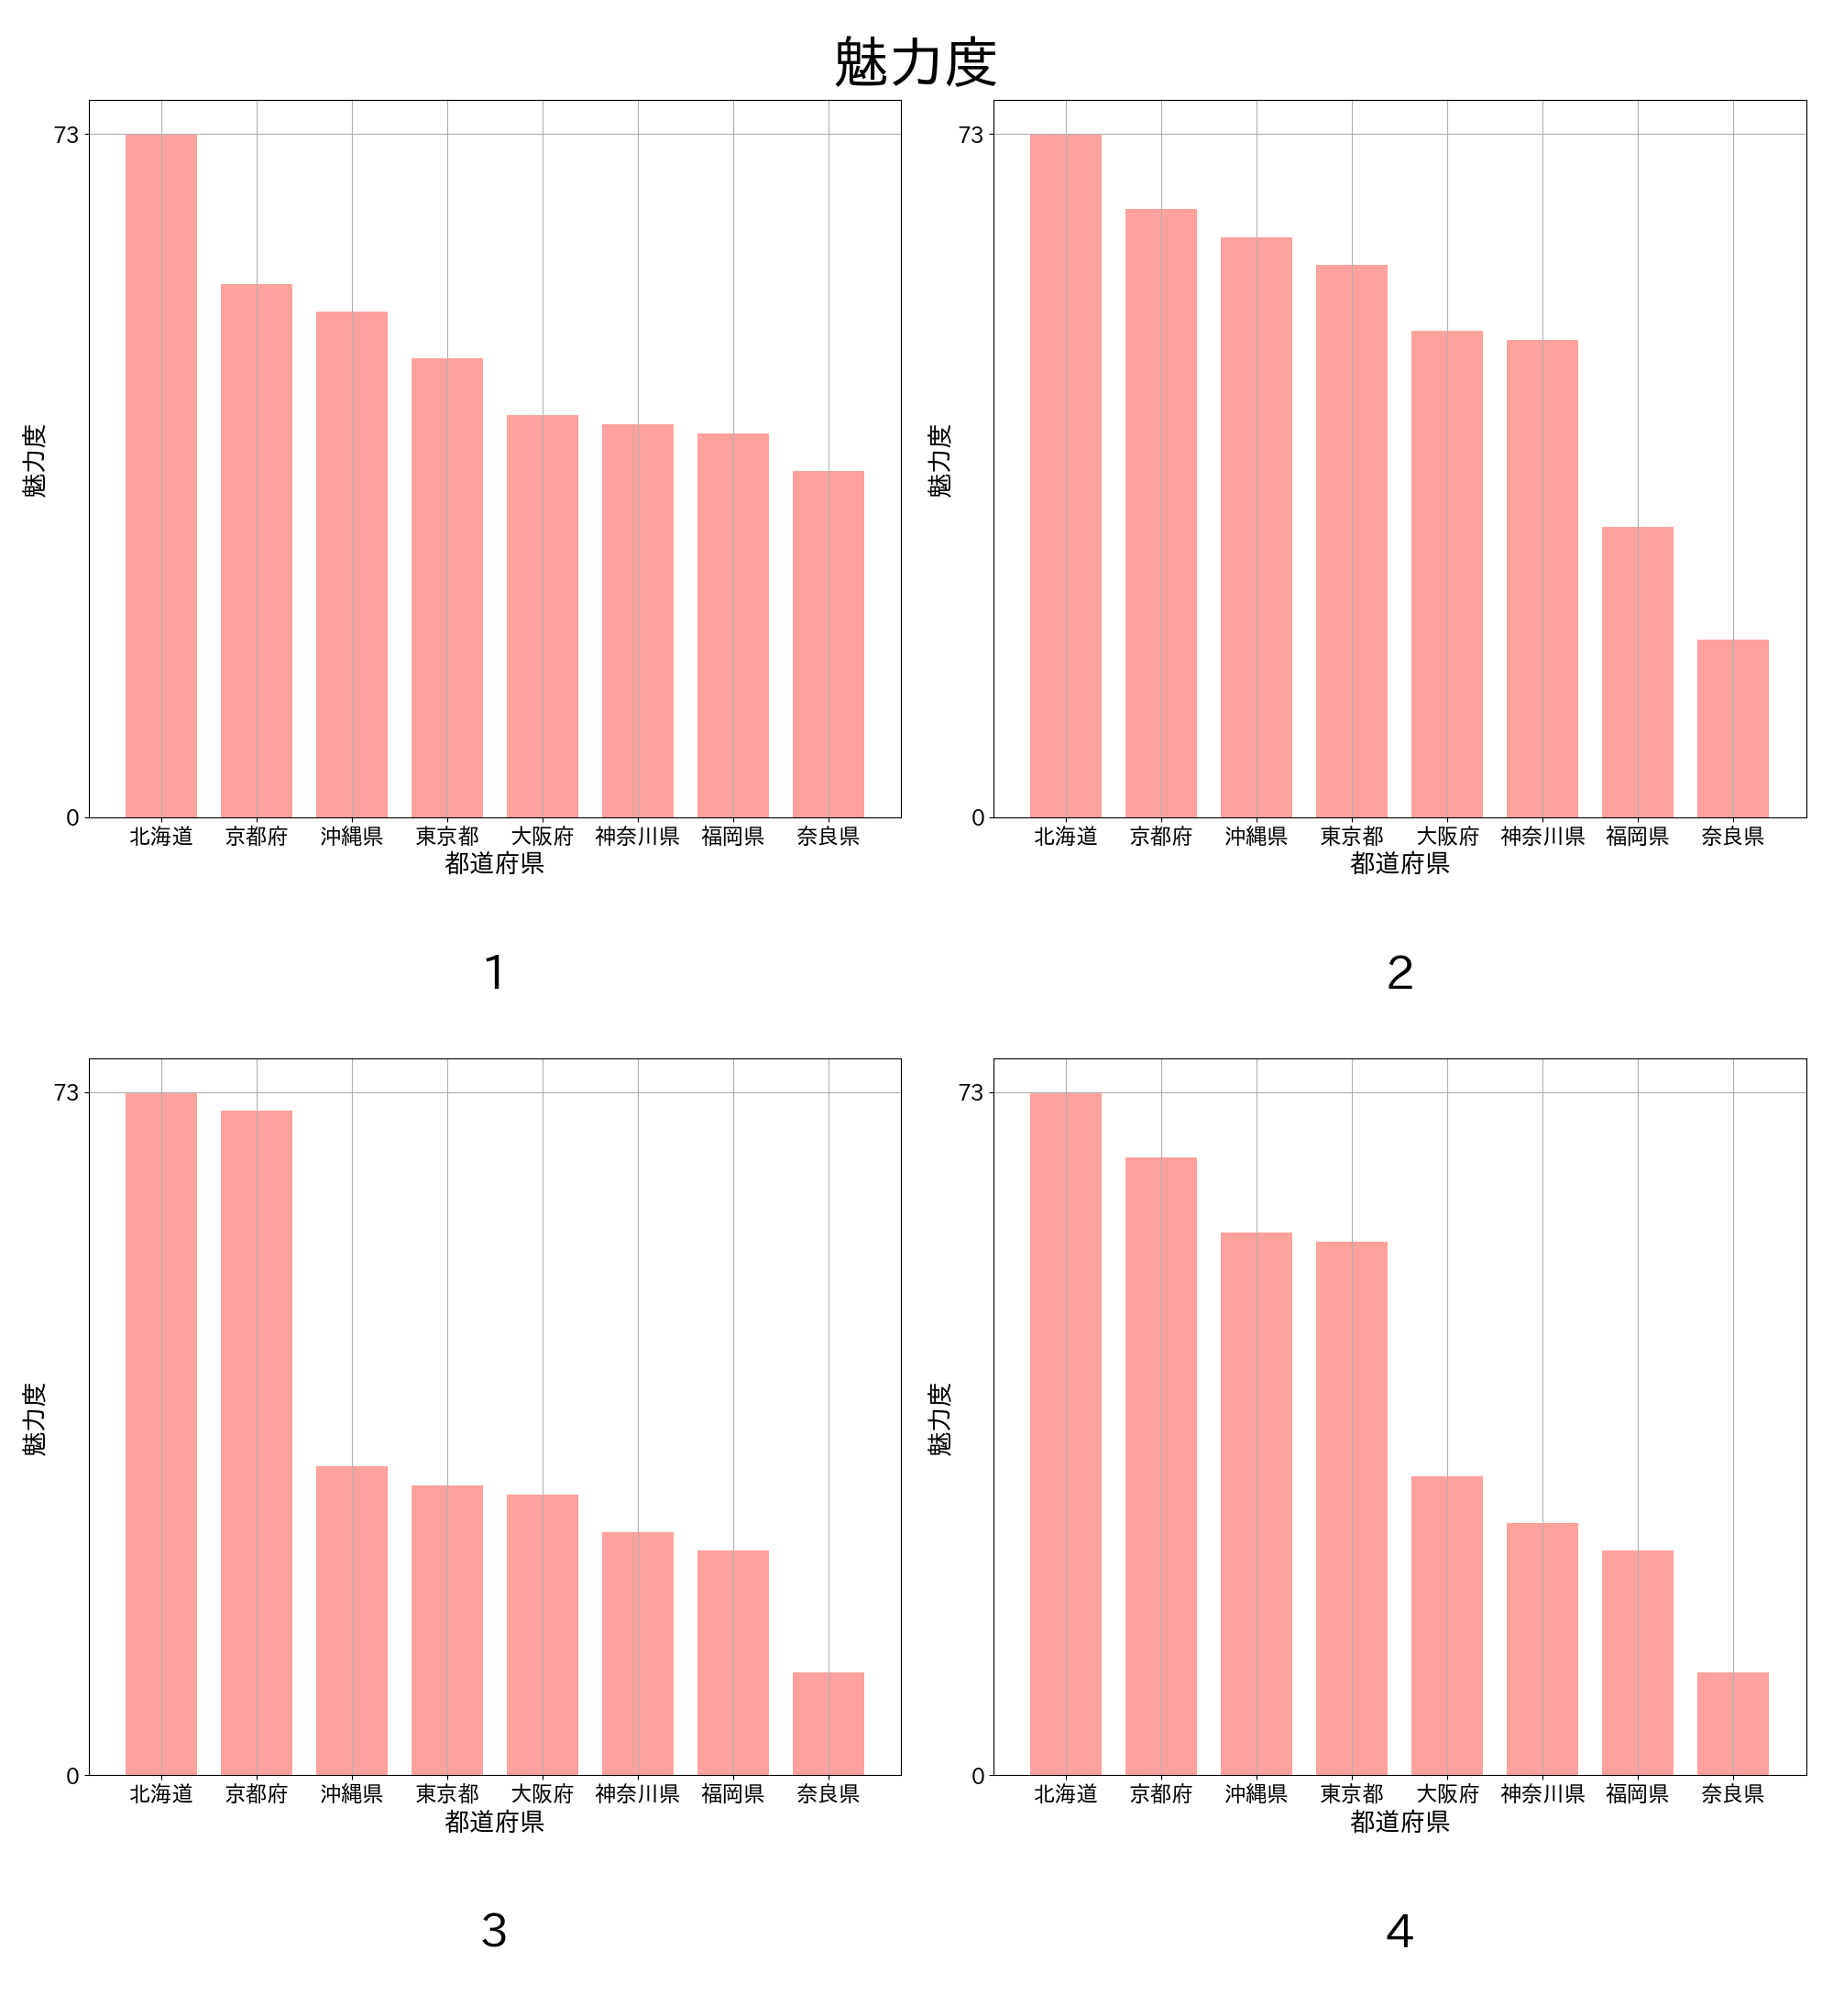 魅力度
73
0
魅力度
北海道 京都府 沖縄県 東京都 大阪府 神奈川県 福岡県 奈良県
都道府県
1
73
0
魅力度
北海道 京都府 沖縄県 東京都 大阪府 神奈川県 福岡県 奈良県
都道府県
2
73
0
魅力度
北海道 京都府 沖縄県 東京都 大阪府 神奈川県 福岡県 奈良県
都道府県
3
73
0
魅力度
北海道 京都府 沖縄県 東京都 大阪府 神奈川県 福岡県 奈良県
都道府県
4